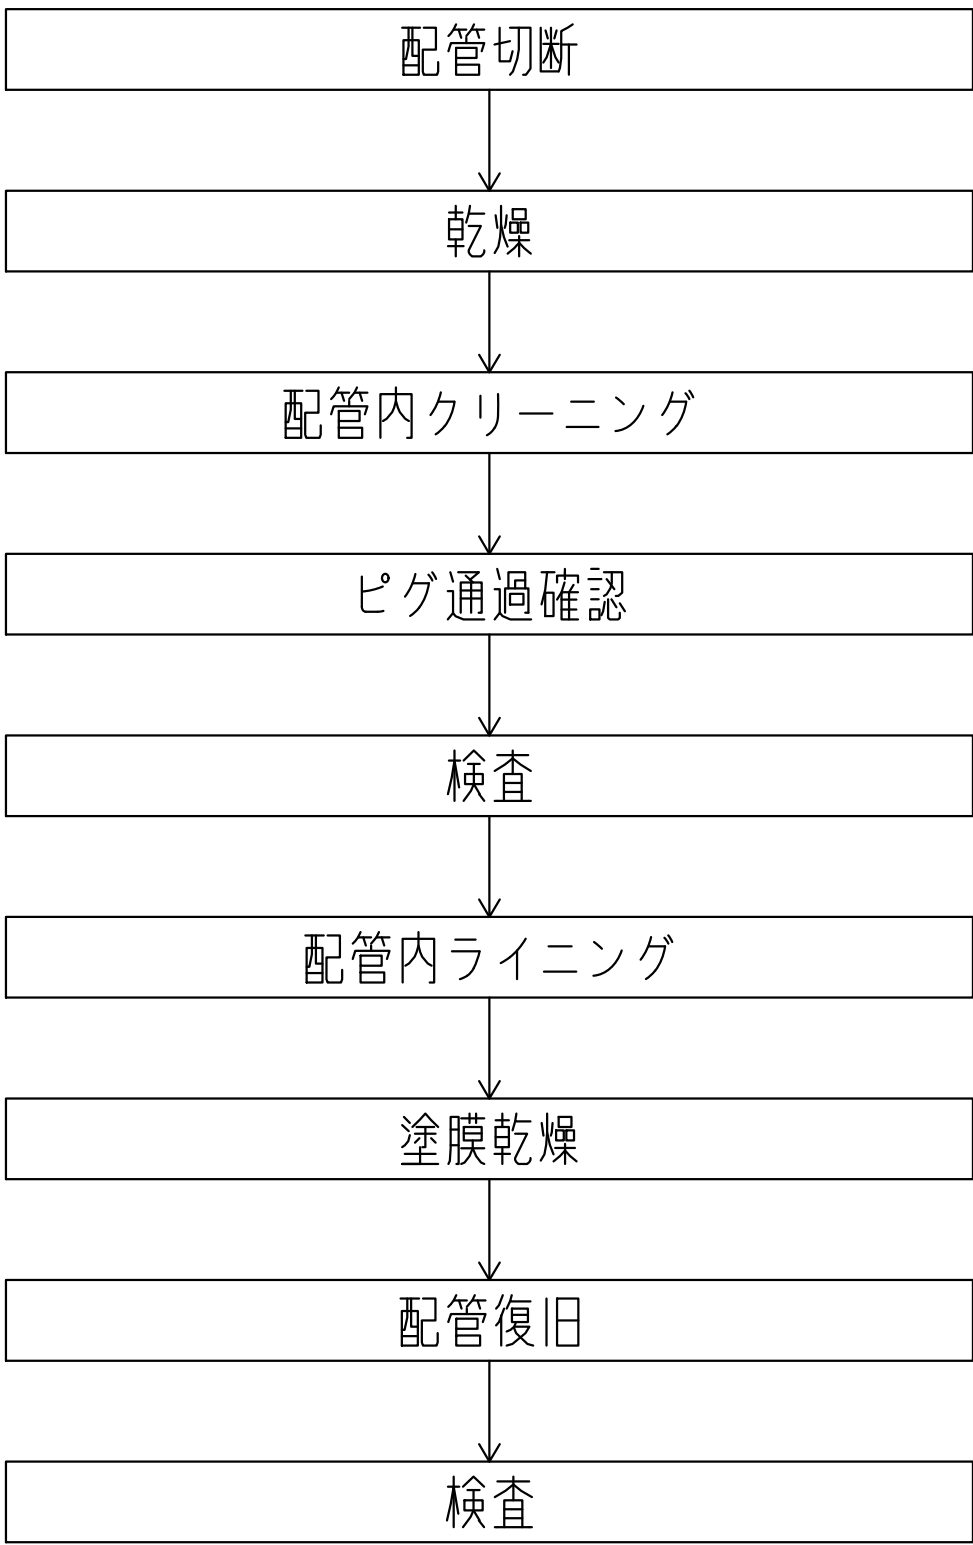 配管切断
乾燥
配管内クリーニング
ピグ通過確認
検査
配管内ライニング
塗膜乾燥
配管復旧
検査